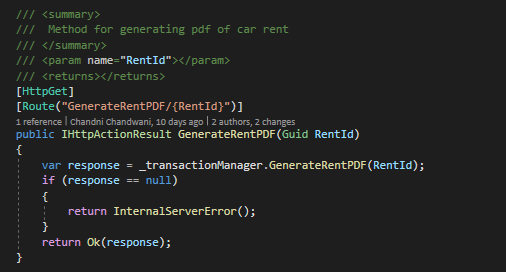 /// <summary>
///  Method for generating pdf of car rent
/// </summary>
/// <param name="RentId"></param>
/// <returns></returns>
[HttpGet]
[Route("GenerateRentPDF/{RentId}")]
1 reference | Chandni Chandwani, 10 days ago | 2 authors, 2 changes
public IHttpActionResult GenerateRentPDF(Guid RentId)
{
    var response = _transactionManager.GenerateRentPDF(RentId);
    if (response == null)
    {
        return InternalServerError();
    }
    return Ok(response);
}